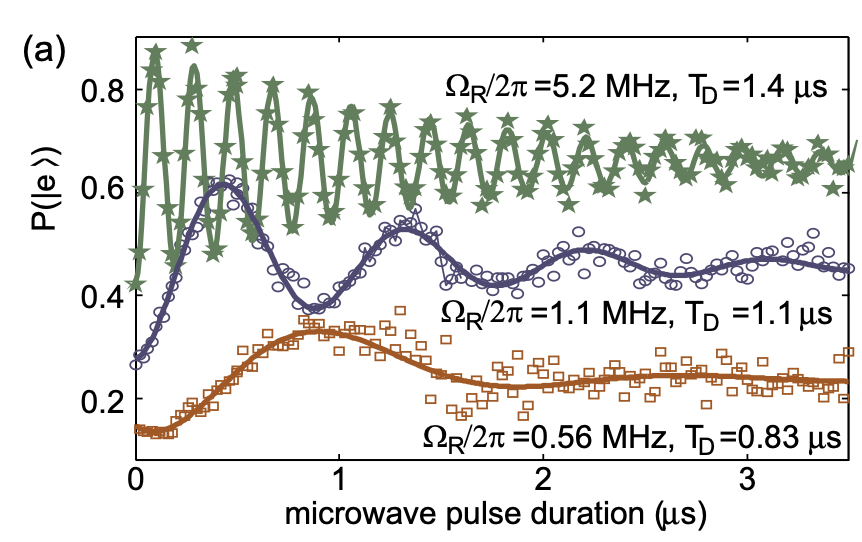 (a)
P(|e⟩)
0.8
0.6
0.4
0.2
Ω_R/2π =5.2 MHz, T_D =1.4 μs
Ω_R/2π =1.1 MHz, T_D =1.1 μs
Ω_R/2π =0.56 MHz, T_D =0.83 μs
0 1 2 3
microwave pulse duration (μs)